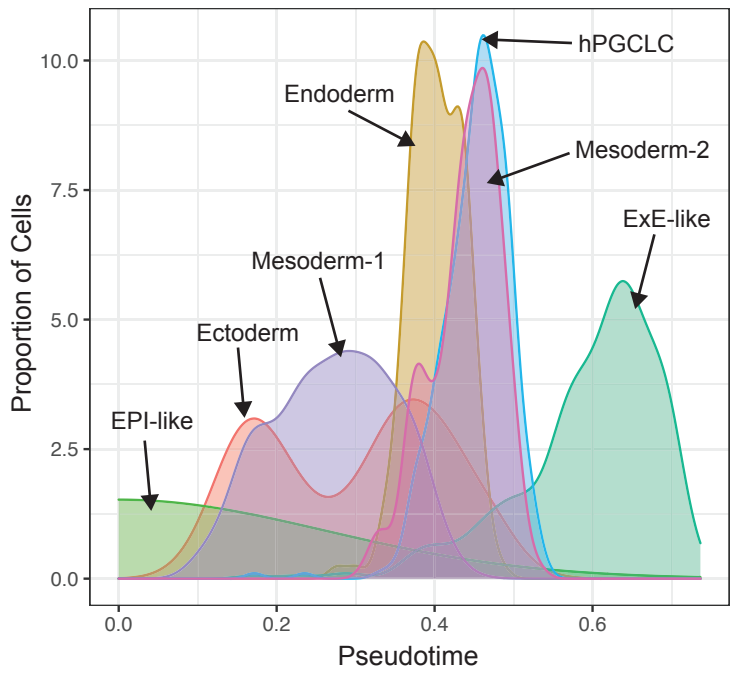 hPGCLC
Endoderm
Mesoderm-2
ExE-like
Mesoderm-1
Ectoderm
EPI-like
Proportion of Cells
10.0
7.5
5.0
2.5
0.0
0.0 0.2 0.4 0.6
Pseudotime